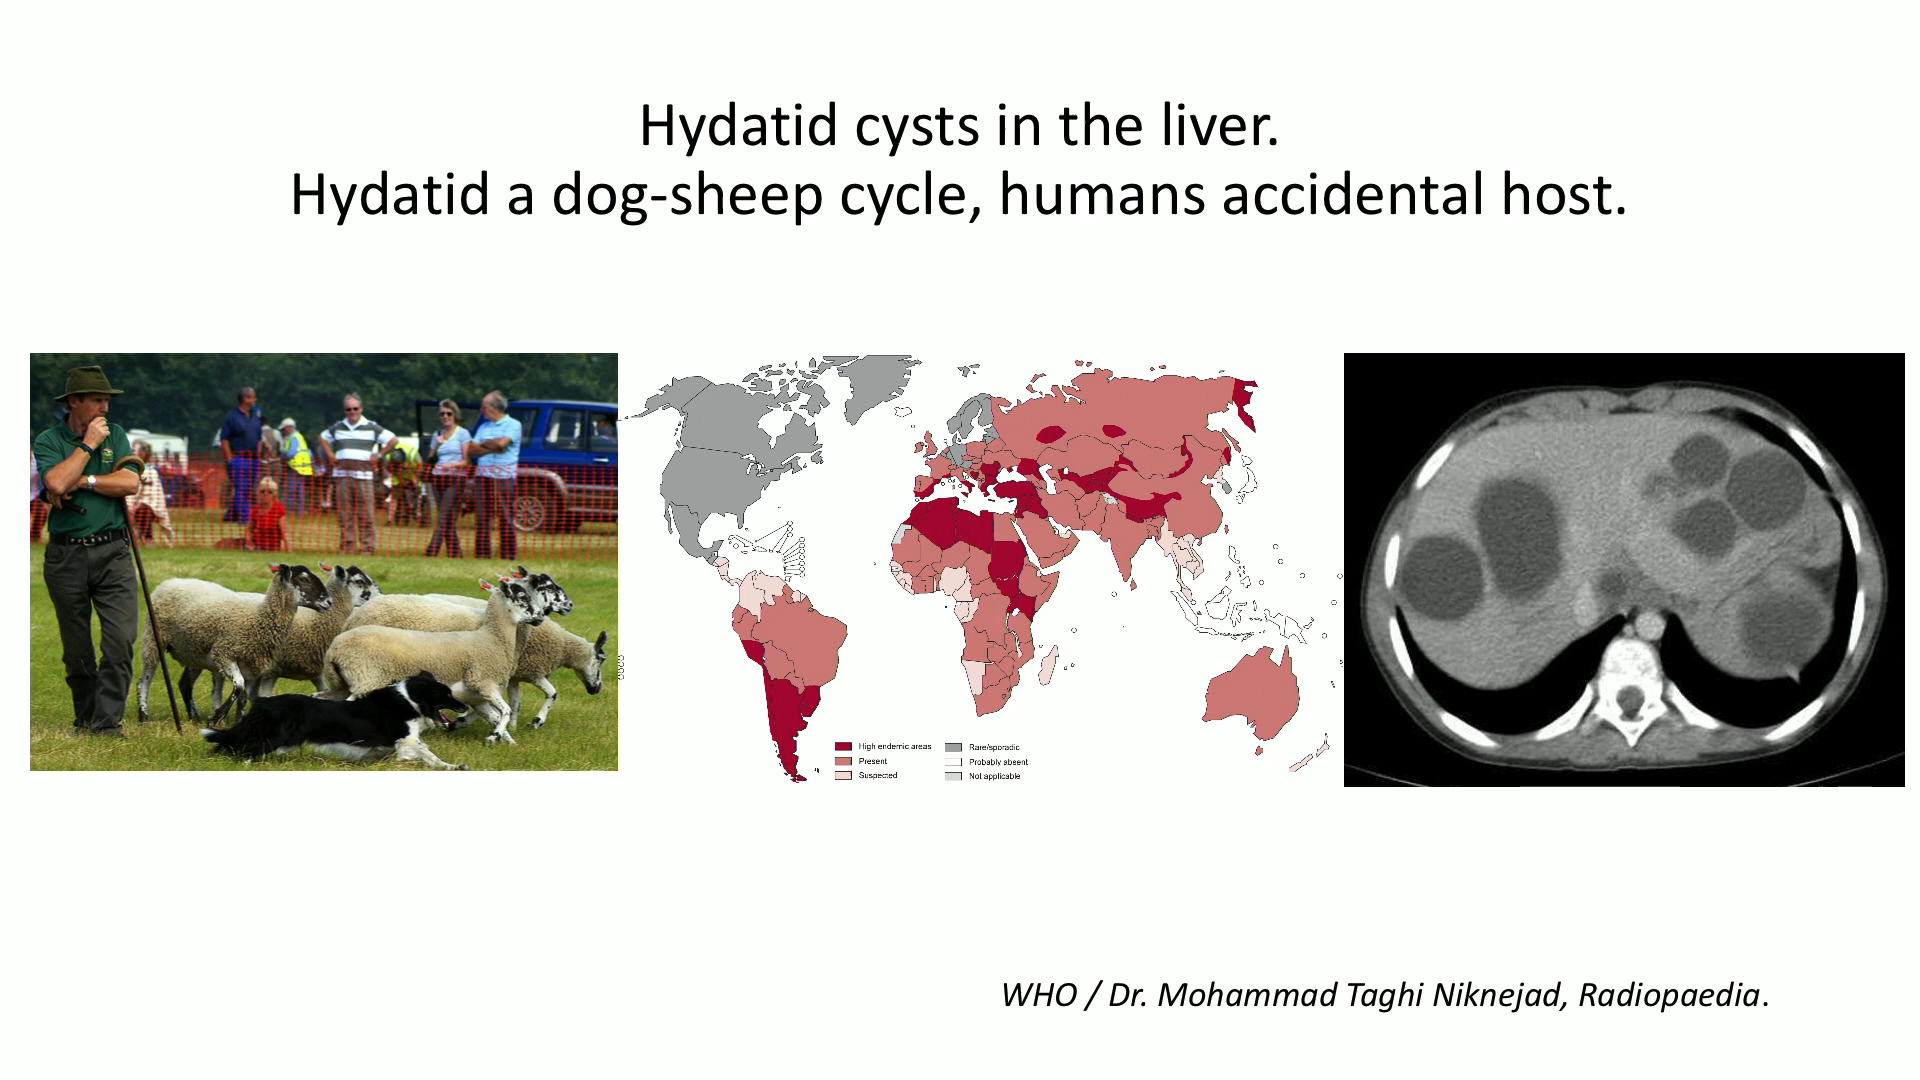 Hydatid cysts in the liver.
Hydatid a dog-sheep cycle, humans accidental host.
High endemic areas
Present
Suspected
Rare/sporadic
Probably absent
Not applicable
WHO / Dr. Mohammad Taghi Niknejad, Radiopaedia.